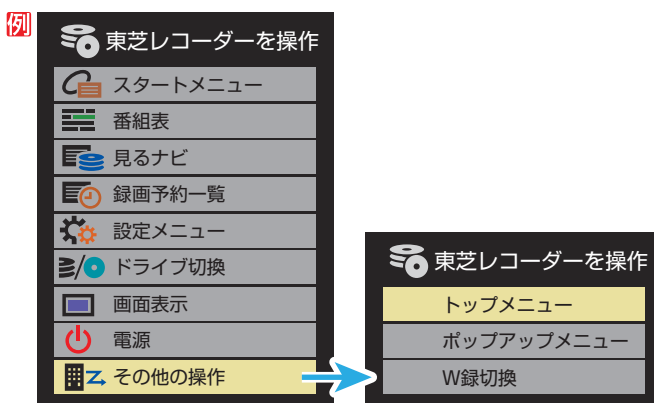 例
東芝レコーダーを操作
スタートメニュー
番組表
見るナビ
録画予約一覧
設定メニュー
ドライブ切換
画面表示
電源
その他の操作
東芝レコーダーを操作
トップメニュー
ポップアップメニュー
W録切換